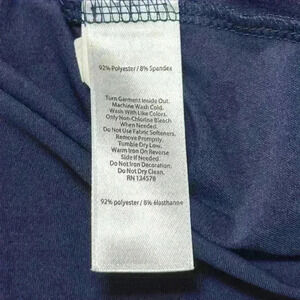 92% Polyester / 8% Spandex
Turn Garment Inside Out.
Machine Wash Cold.
Wash With Like Colors.
Only Non-Chlorine Bleach
When Needed.
Do Not Use Fabric Softeners.
Remove Promptly.
Tumble Dry Low.
Warm Iron On Reverse
Side If Needed.
Do Not Iron Decoration.
Do Not Dry Clean.
RN 134578
92% polyester / 8% élasthanne